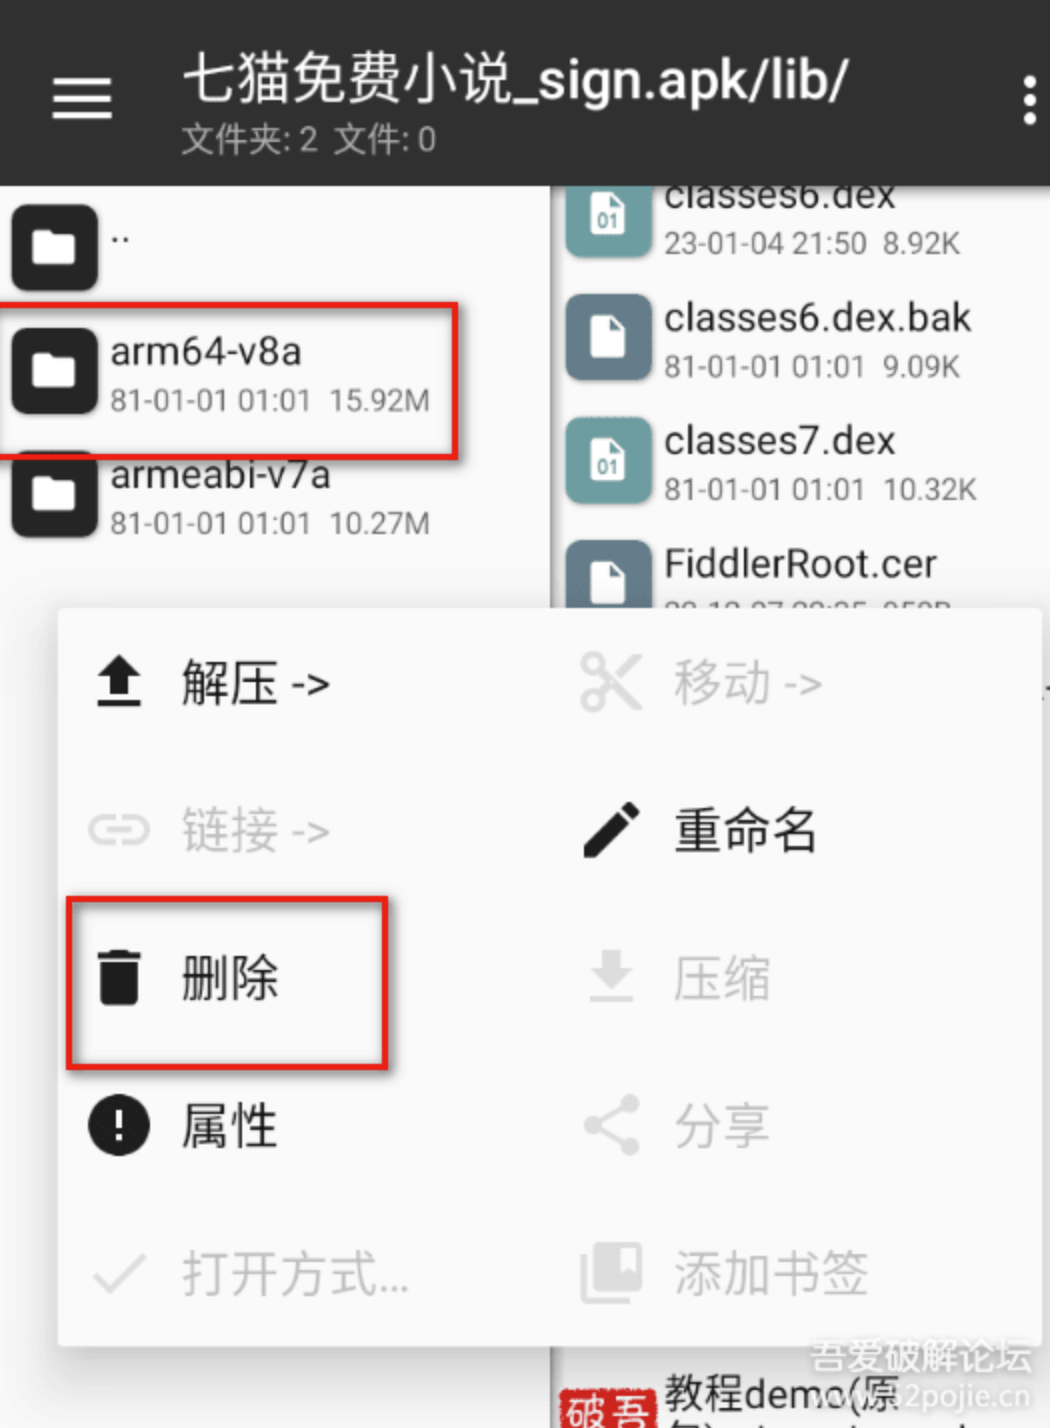 七猫免费小说_sign.apk/lib/
文件夹: 2 文件: 0
..
arm64-v8a
81-01-01 01:01 15.92M
armeabi-v7a
81-01-01 01:01 10.27M
classes6.dex
23-01-04 21:50 8.92K
classes6.dex.bak
81-01-01 01:01 9.09K
classes7.dex
81-01-01 01:01 10.32K
FiddlerRoot.cer
解压 ->
移动 ->
链接 ->
重命名
删除
压缩
属性
分享
打开方式...
添加书签
吾爱破解论坛
www.52pojie.cn
破吾
教程demo(原